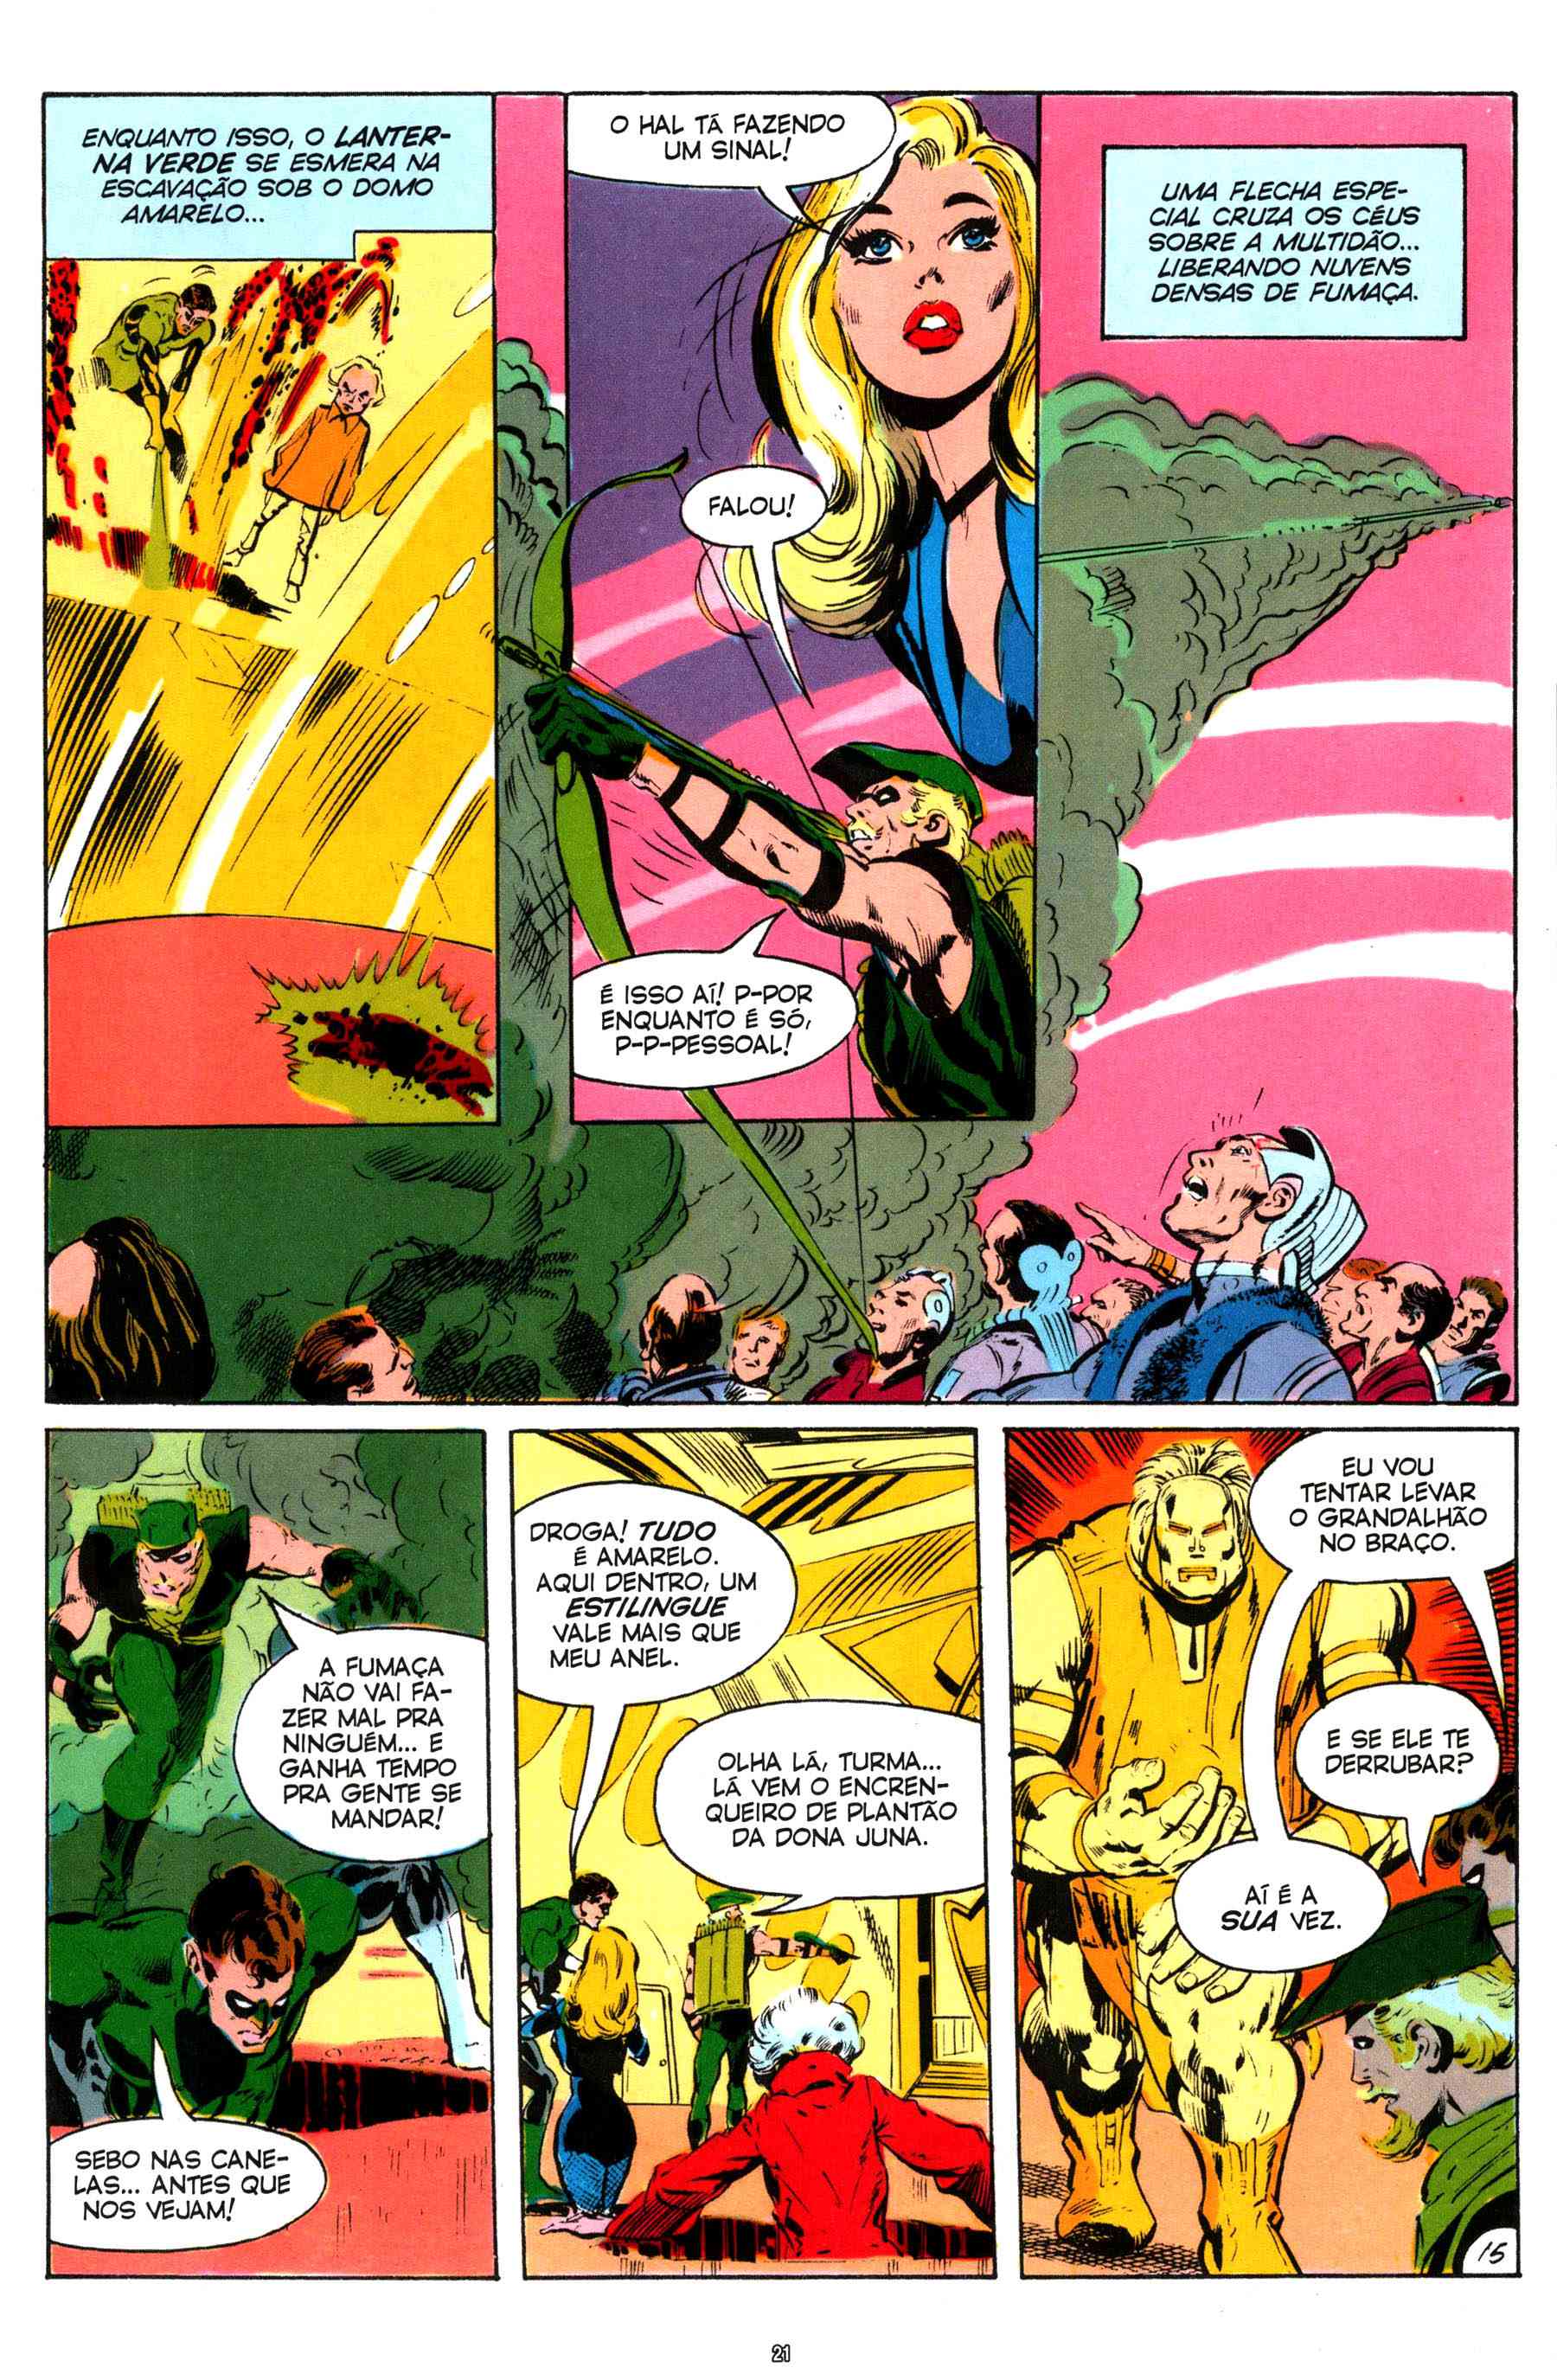 ENQUANTO ISSO, O LANTER-
NA VERDE SE ESMERA NA
ESCAVAÇÃO SOB O DOMO
AMARELO...
O HAL TÁ FAZENDO
UM SINAL!
FALOU!
É ISSO AÍ! P-POR
ENQUANTO É SÓ,
P-P-PESSOAL!
UMA FLECHA ESPE-
CIAL CRUZA OS CÉUS
SOBRE A MULTIDÃO...
LIBERANDO NUVENS
DENSAS DE FUMAÇA.
A FUMAÇA
NÃO VAI FA-
ZER MAL PRA
NINGUÉM... E
GANHA TEMPO
PRA GENTE SE
MANDAR!
SEBO NAS CANE-
LAS... ANTES QUE
NOS VEJAM!
DROGA! TUDO
É AMARELO.
AQUI DENTRO, UM
ESTILINGUE
VALE MAIS QUE
MEU ANEL.
OLHA LÁ, TURMA...
LÁ VEM O ENCREN-
QUEIRO DE PLANTÃO
DA DONA JUNA.
EU VOU
TENTAR LEVAR
O GRANDALHÃO
NO BRAÇO.
E SE ELE TE
DERRUBAR?
AÍ É A
SUA VEZ.
15
21